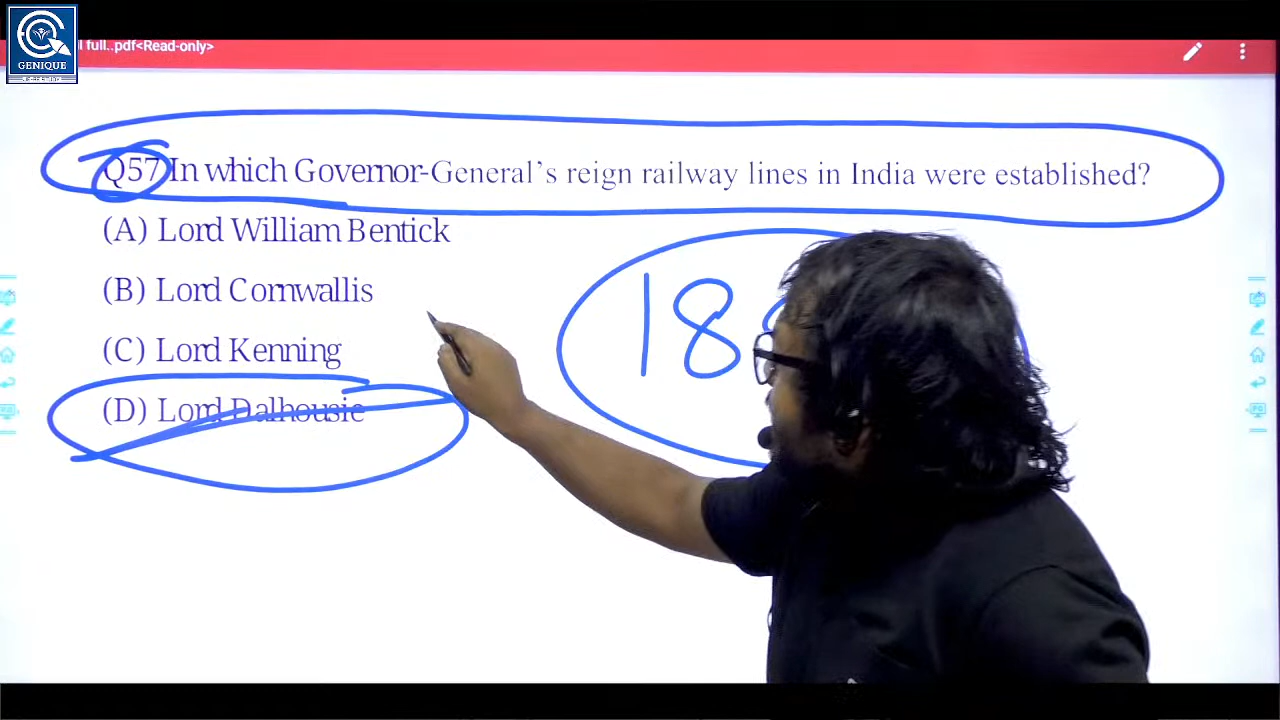 GENIQUE
l full..pdf<Read-only>
Q57 In which Governor-General's reign railway lines in India were established?
(A) Lord William Bentick
(B) Lord Cornwallis
(C) Lord Kenning
(D) Lord Dalhousie
18